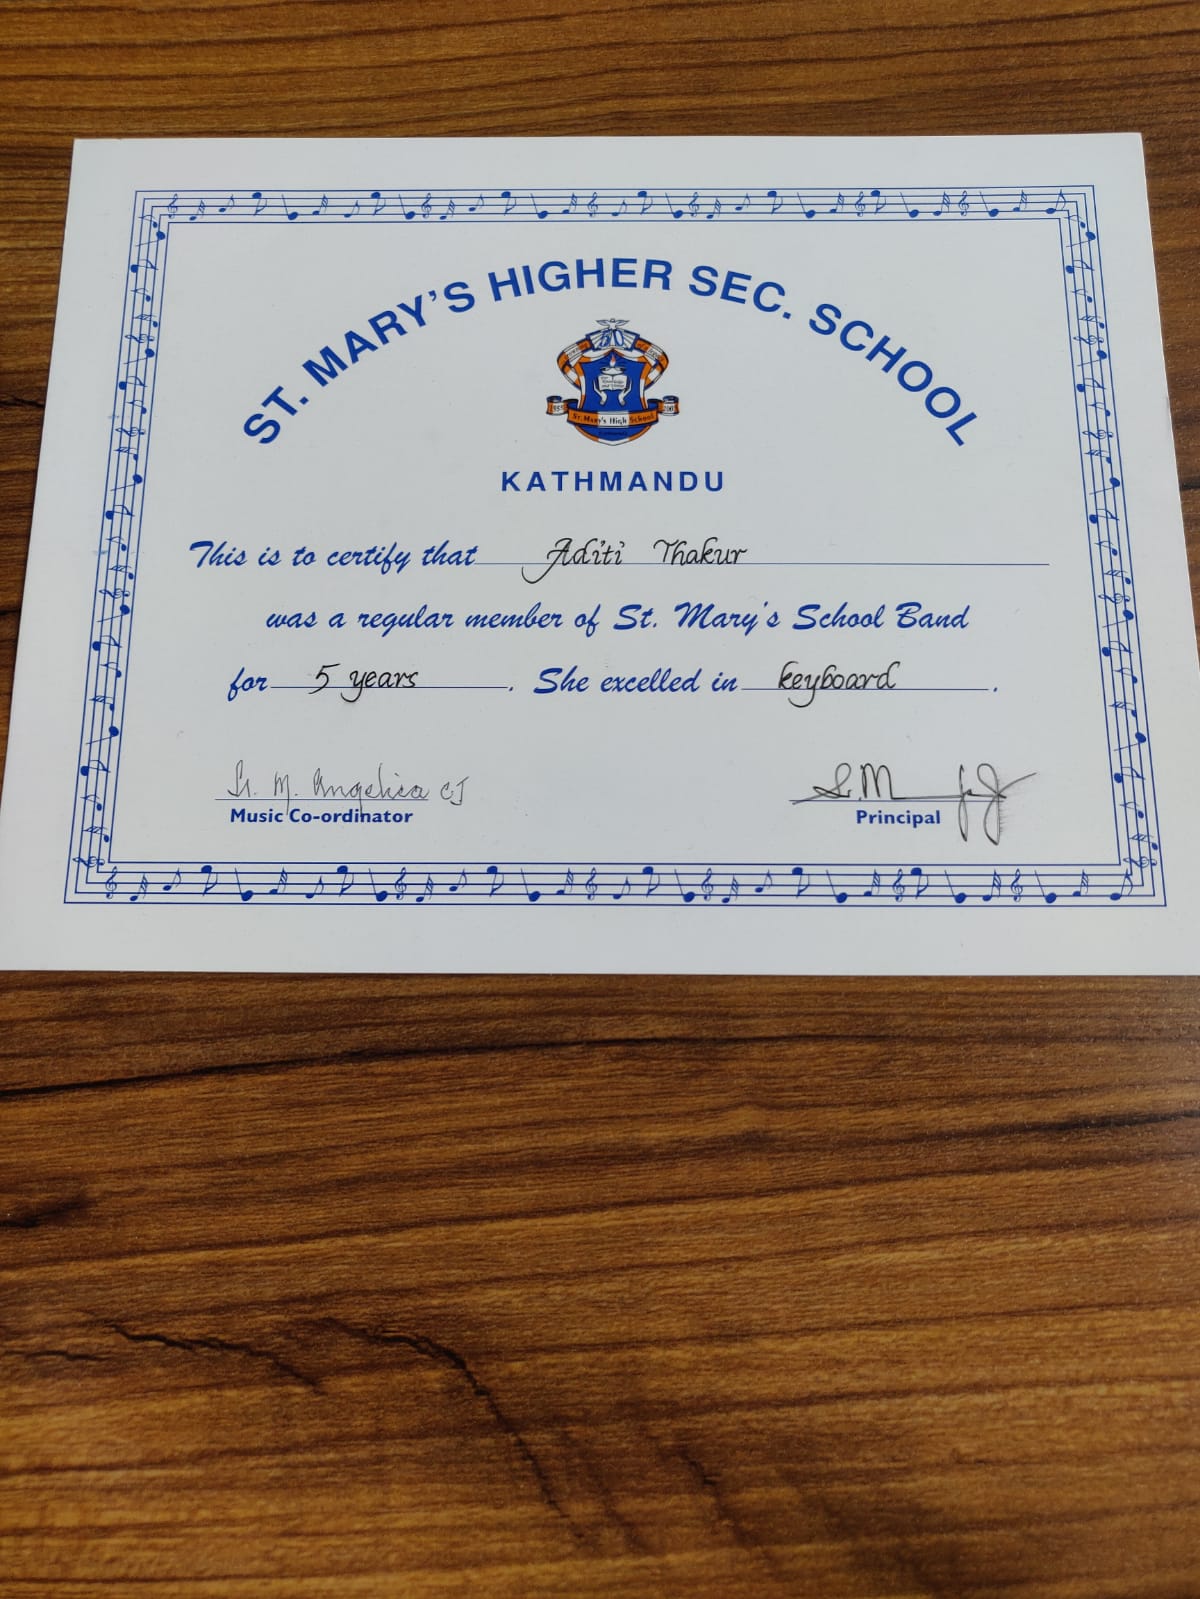 ST. MARY'S HIGHER SEC. SCHOOL
50
St. Mary's High School
KATHMANDU
This is to certify that Aditi Thakur
was a regular member of St. Mary's School Band
for 5 years. She excelled in keyboard.
Sr. M. Angelica CJ
Music Co-ordinator
Sr. M
Principal